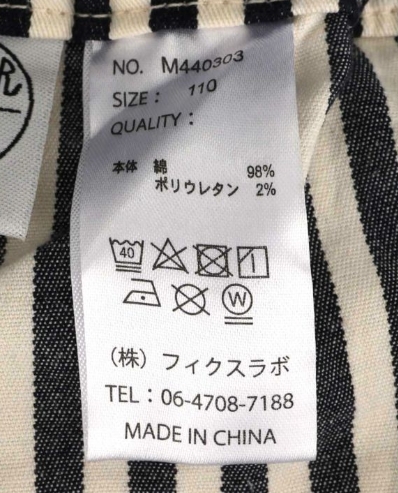 NO. M440303
SIZE: 110
QUALITY:
本体 綿 98%
ポリウレタン 2%
40
W
(株) フィクスラボ
TEL:06-4708-7188
MADE IN CHINA